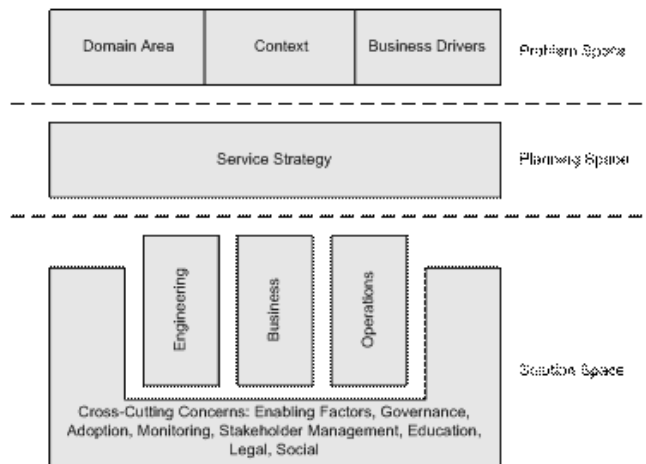 Domain Area
Context
Business Drivers
Problem Space
Service Strategy
Planning Space
Engineering
Business
Operations
Solution Space
Cross-Cutting Concerns: Enabling Factors, Governance,
Adoption, Monitoring, Stakeholder Management, Education,
Legal, Social